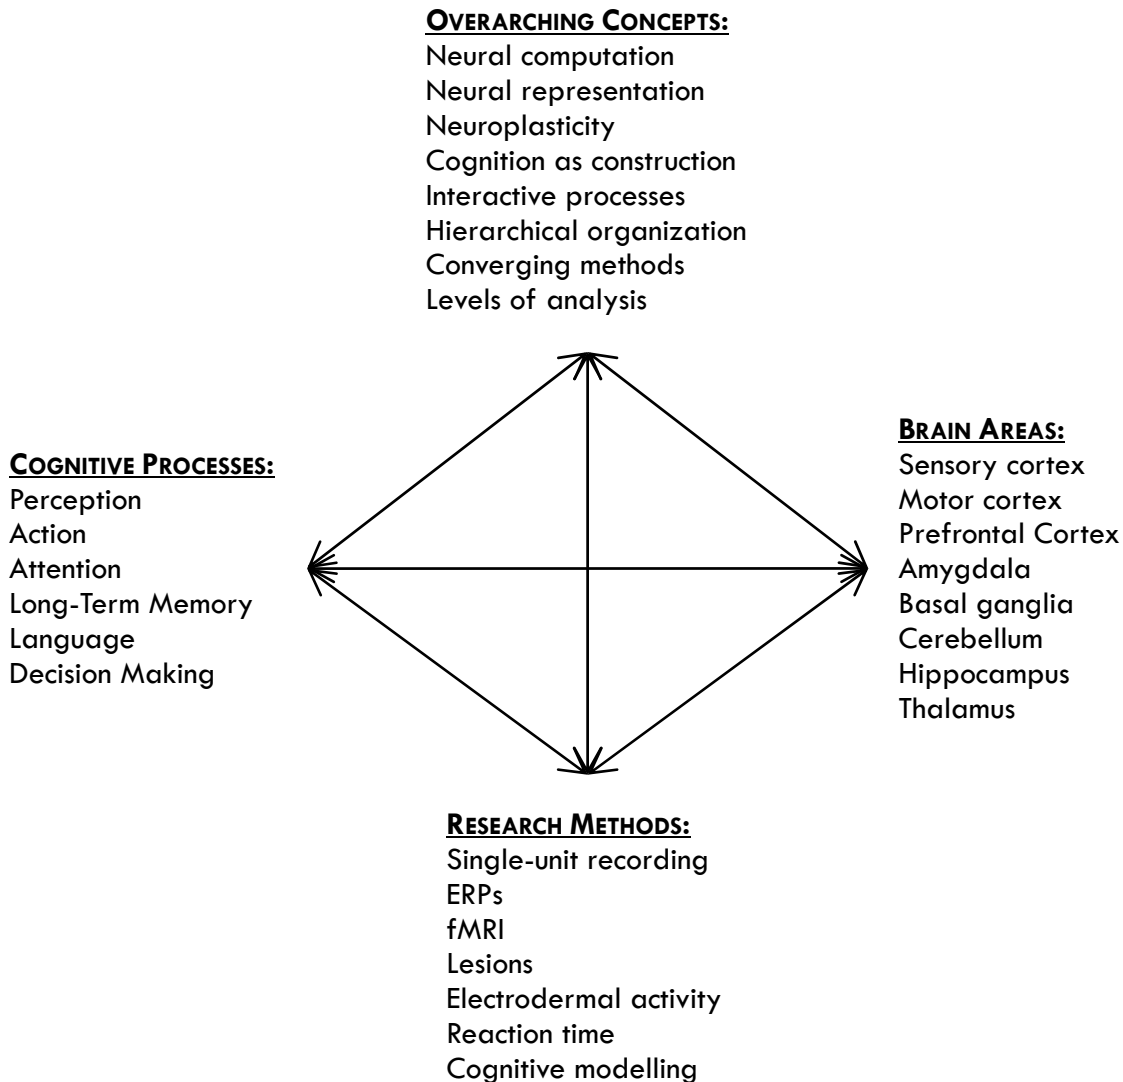 OVERARCHING CONCEPTS:
Neural computation
Neural representation
Neuroplasticity
Cognition as construction
Interactive processes
Hierarchical organization
Converging methods
Levels of analysis
COGNITIVE PROCESSES:
Perception
Action
Attention
Long-Term Memory
Language
Decision Making
BRAIN AREAS:
Sensory cortex
Motor cortex
Prefrontal Cortex
Amygdala
Basal ganglia
Cerebellum
Hippocampus
Thalamus
RESEARCH METHODS:
Single-unit recording
ERPs
fMRI
Lesions
Electrodermal activity
Reaction time
Cognitive modelling